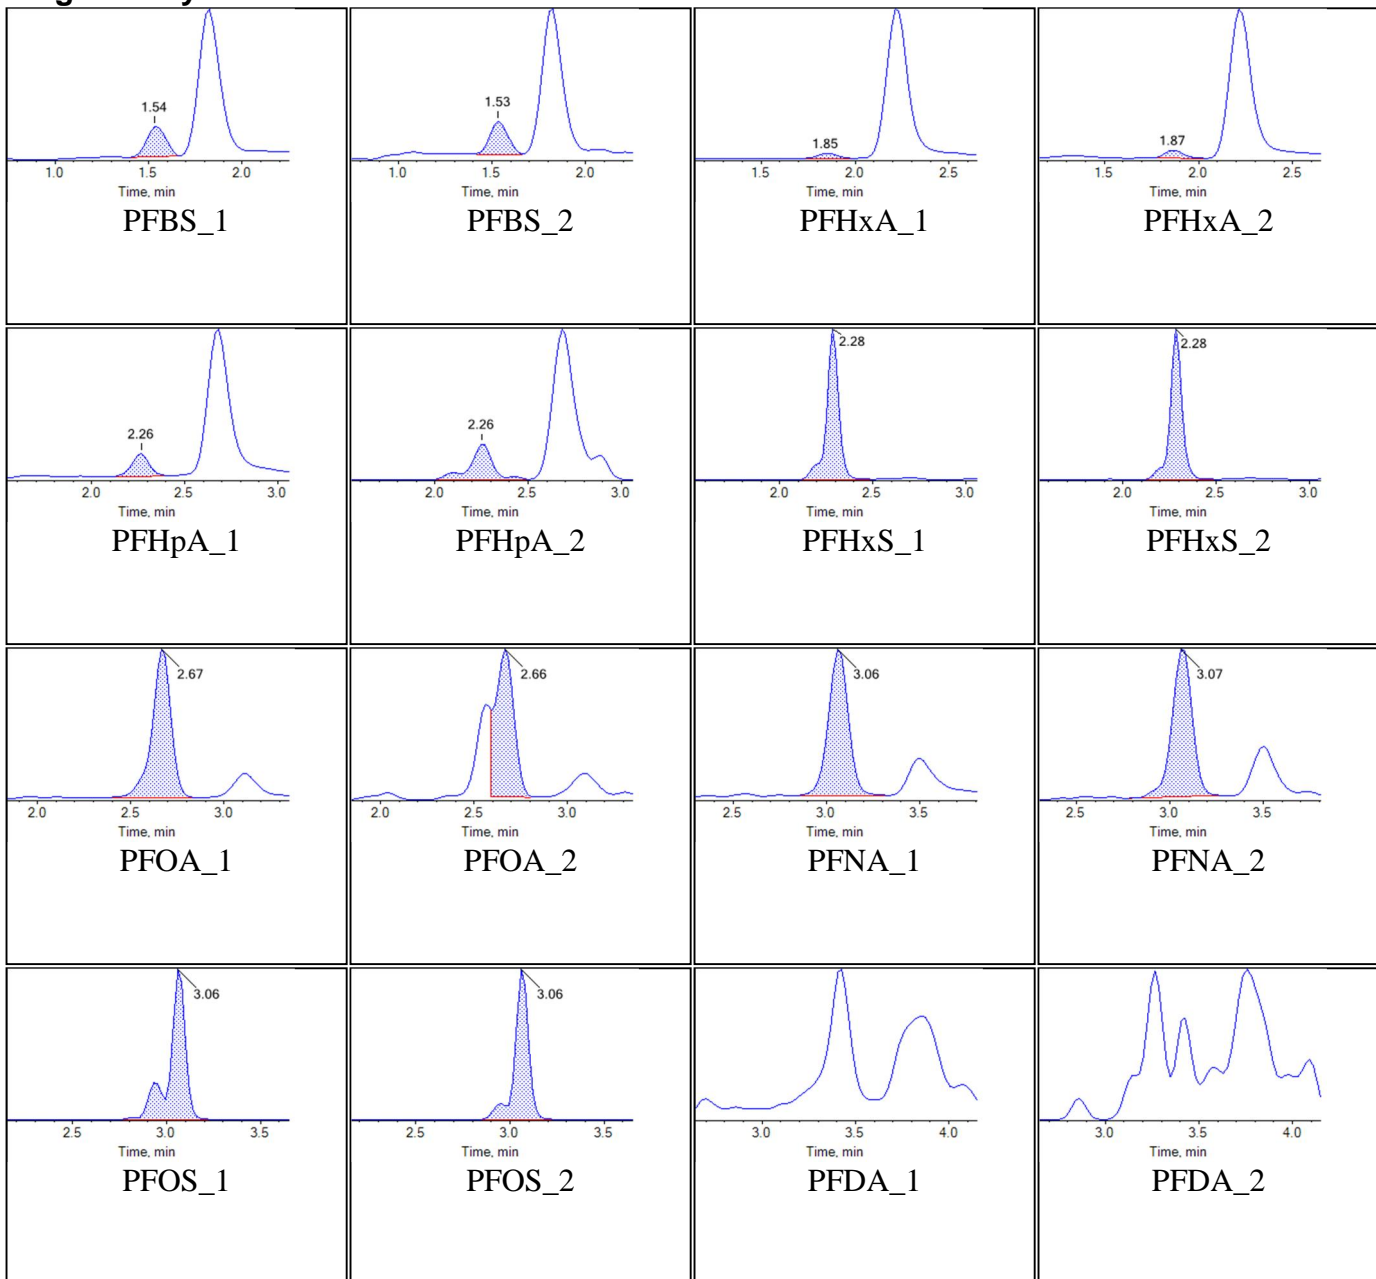 1.54
1.0 1.5 2.0
Time, min
PFBS_1
1.53
1.0 1.5 2.0
Time, min
PFBS_2
1.85
1.5 2.0 2.5
Time, min
PFHxA_1
1.87
1.5 2.0 2.5
Time, min
PFHxA_2
2.26
2.0 2.5 3.0
Time, min
PFHpA_1
2.26
2.0 2.5 3.0
Time, min
PFHpA_2
2.28
2.0 2.5 3.0
Time, min
PFHxS_1
2.28
2.0 2.5 3.0
Time, min
PFHxS_2
2.67
2.0 2.5 3.0
Time, min
PFOA_1
2.66
2.0 2.5 3.0
Time, min
PFOA_2
3.06
2.5 3.0 3.5
Time, min
PFNA_1
3.07
2.5 3.0 3.5
Time, min
PFNA_2
3.06
2.5 3.0 3.5
Time, min
PFOS_1
3.06
2.5 3.0 3.5
Time, min
PFOS_2
3.0 3.5 4.0
Time, min
PFDA_1
3.0 3.5 4.0
Time, min
PFDA_2